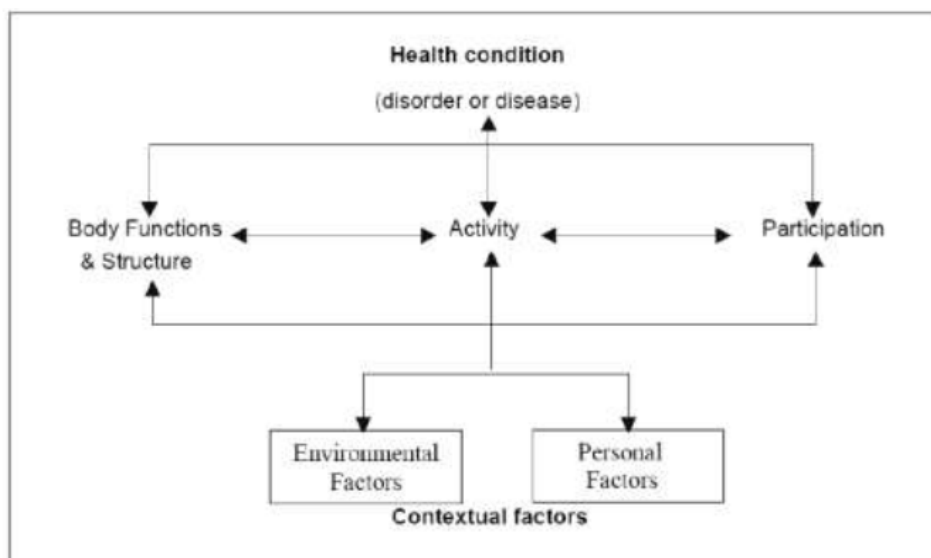 Health condition
(disorder or disease)
Body Functions
& Structure
Activity
Participation
Environmental
Factors
Personal
Factors
Contextual factors